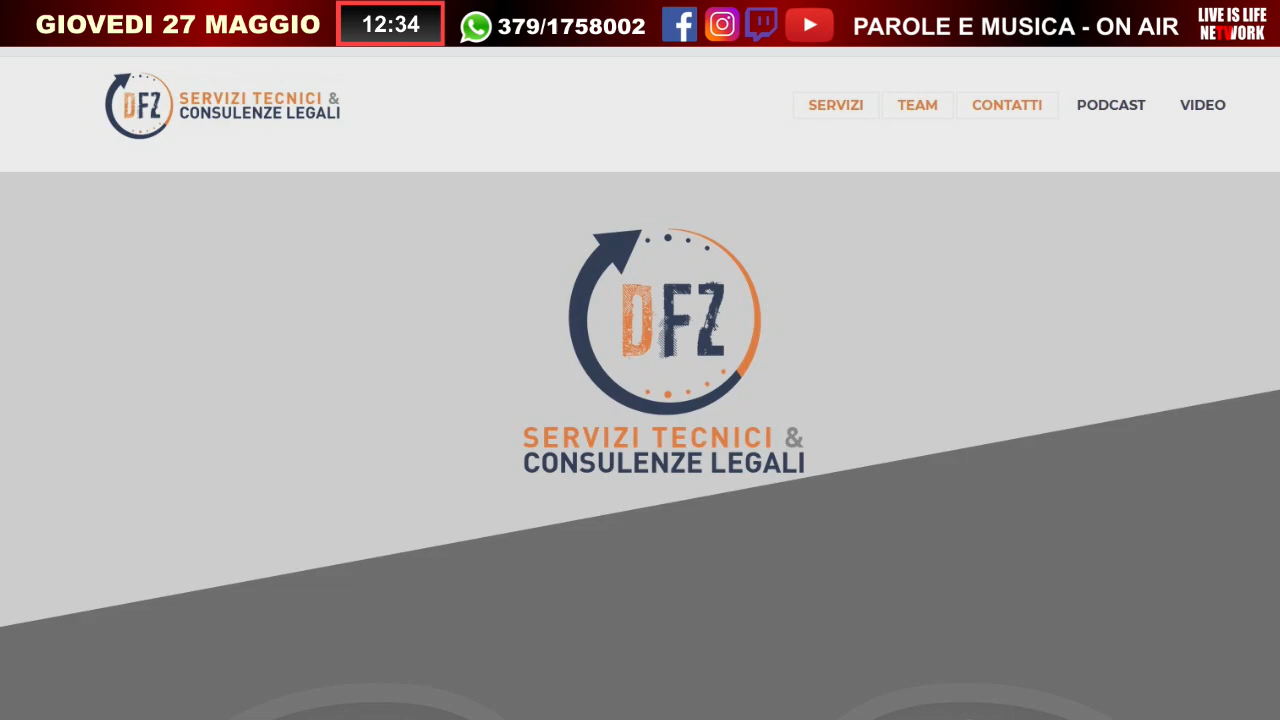 GIOVEDI 27 MAGGIO 12:34 379/1758002 PAROLE E MUSICA - ON AIR
LIVE IS LIFE
NETWORK
DFZ
SERVIZI TECNICI &
CONSULENZE LEGALI
SERVIZI TEAM CONTATTI PODCAST VIDEO
DFZ
SERVIZI TECNICI &
CONSULENZE LEGALI